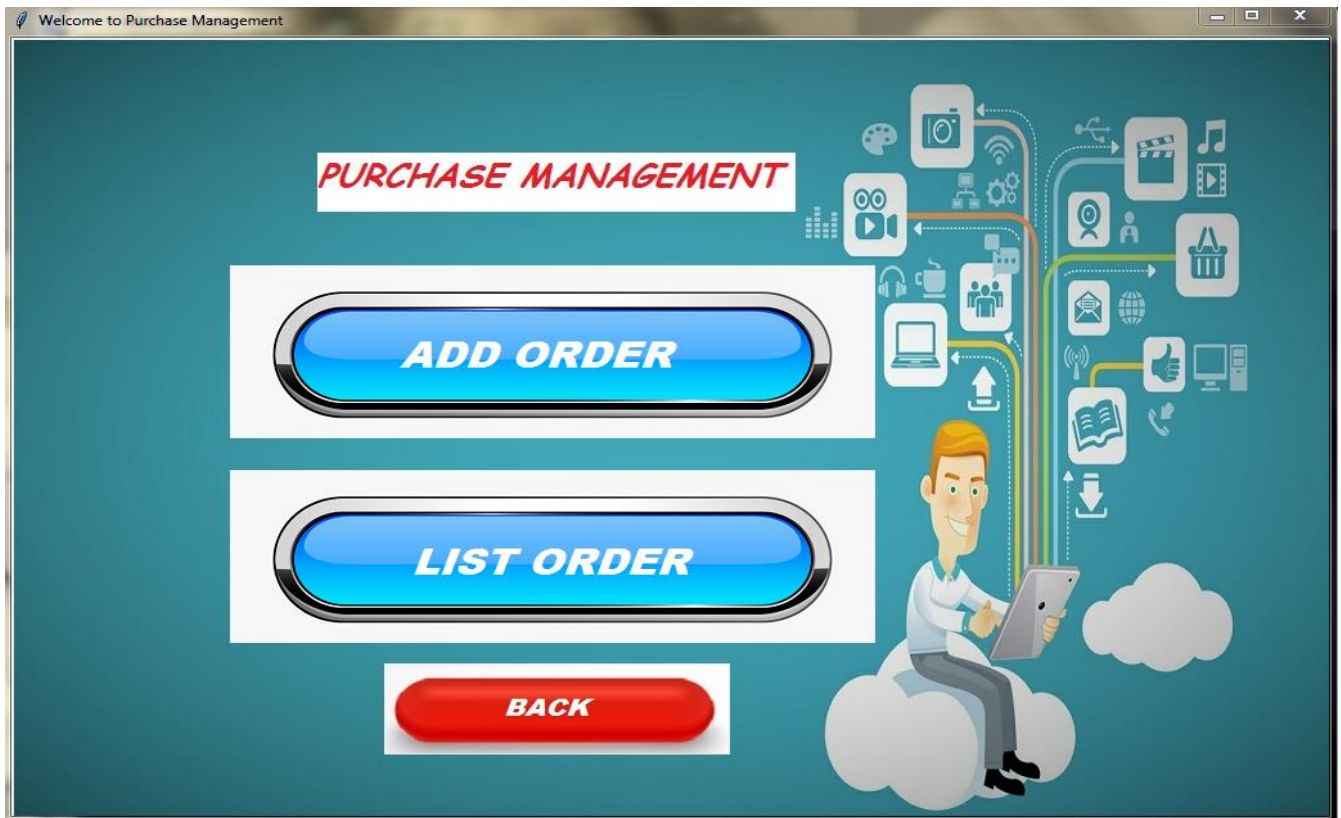 Welcome to Purchase Management
PURCHASE MANAGEMENT
ADD ORDER
LIST ORDER
BACK